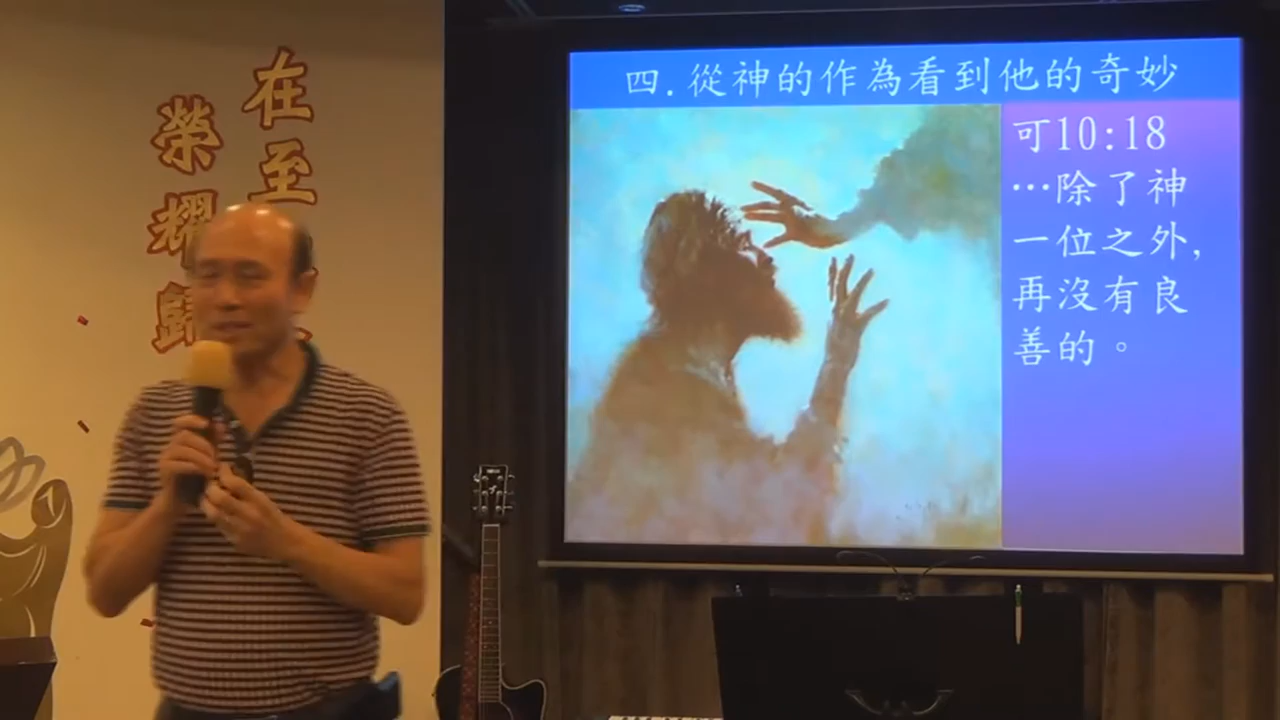 四.從神的作為看到他的奇妙
可10:18
…除了神
一位之外,
再沒有良
善的。
在至
榮耀歸